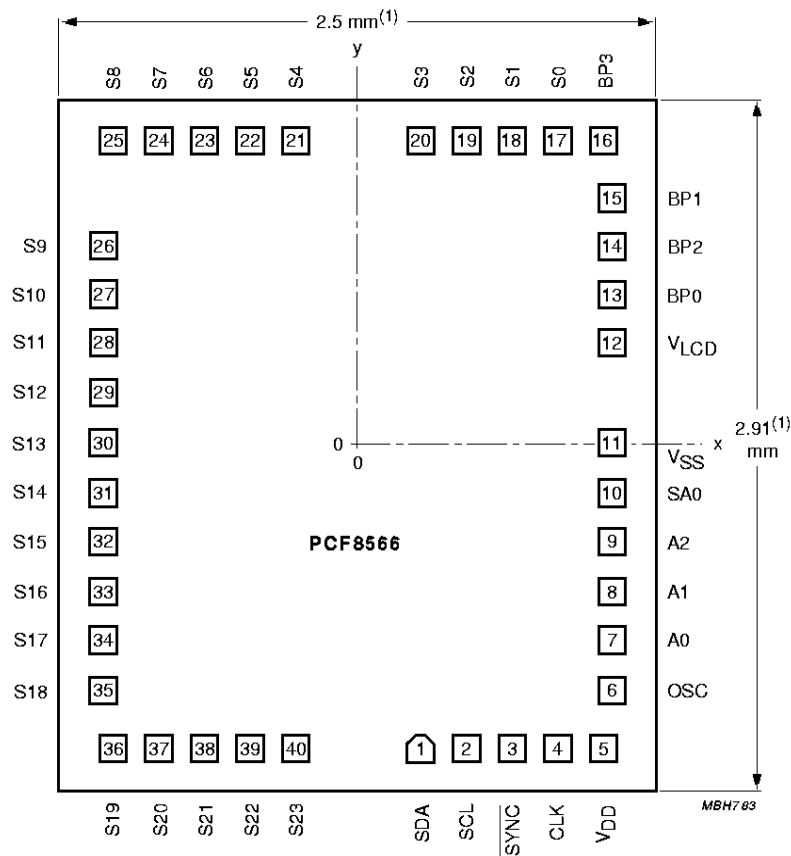 2.5 mm(1)
y
S8 S7 S6 S5 S4 S3 S2 S1 S0 BP3
25 24 23 22 21 20 19 18 17 16
15 BP1
S9 26 14 BP2
S10 27 13 BP0
S11 28 12 VLCD
S12 29
S13 30 0 11 x 2.91(1)
mm
0 VSS
S14 31 10 SA0
S15 32 PCF8566 9 A2
S16 33 8 A1
S17 34 7 A0
S18 35 6 OSC
36 37 38 39 40 1 2 3 4 5
S19 S20 S21 S22 S23 SDA SCL SYNC CLK VDD
MBH783